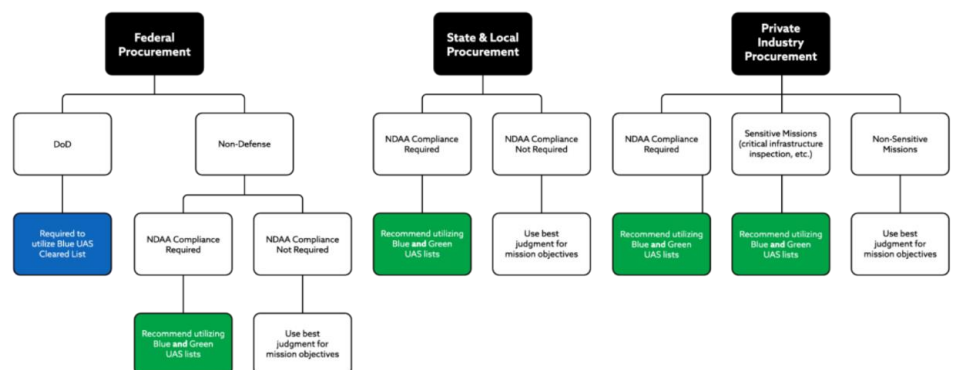 Federal
Procurement
State & Local
Procurement
Private
Industry
Procurement
DoD
Non-Defense
NDAA Compliance
Required
NDAA Compliance
Not Required
NDAA Compliance
Required
Sensitive Missions
(critical infrastructure
inspection, etc.)
Non-Sensitive
Missions
Required to
utilize Blue UAS
Cleared List
NDAA Compliance
Required
NDAA Compliance
Not Required
Recommend utilizing
Blue and Green
UAS lists
Use best
judgment for
mission objectives
Recommend utilizing
Blue and Green
UAS lists
Recommend utilizing
Blue and Green
UAS lists
Use best
judgment for
mission objectives
Recommend utilizing
Blue and Green
UAS lists
Use best
judgment for
mission objectives